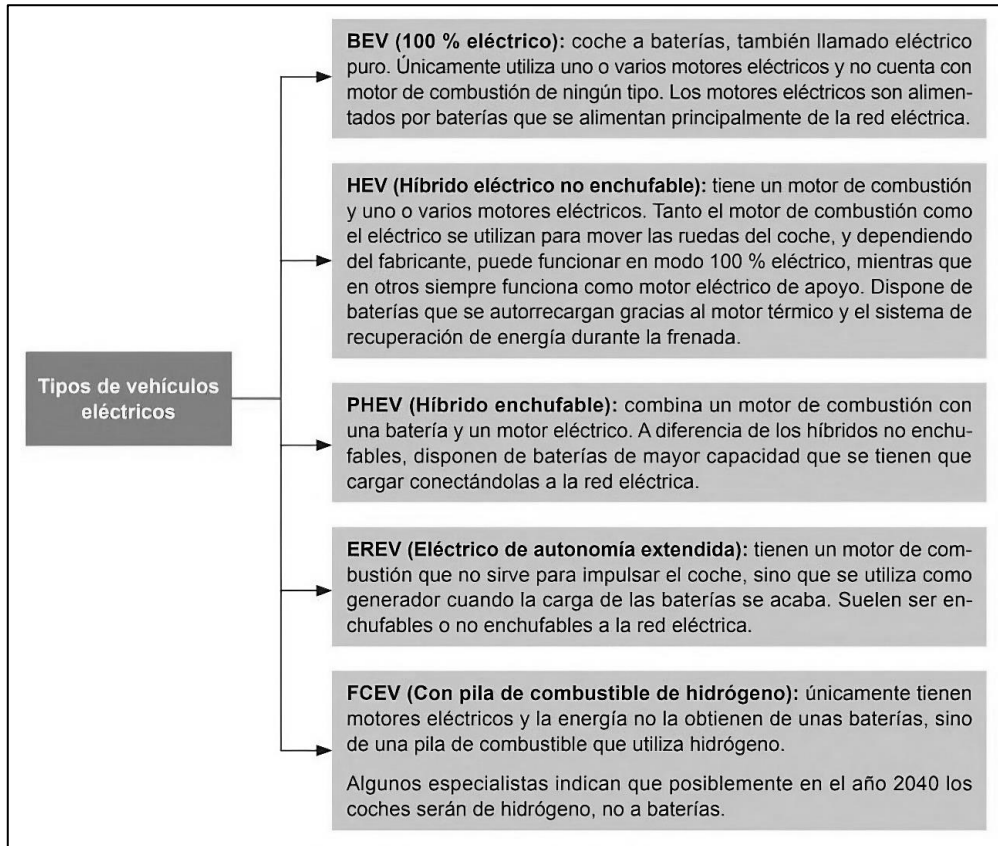 BEV (100 % eléctrico): coche a baterías, también llamado eléctrico
puro. Únicamente utiliza uno o varios motores eléctricos y no cuenta con
motor de combustión de ningún tipo. Los motores eléctricos son alimen-
tados por baterías que se alimentan principalmente de la red eléctrica.
HEV (Híbrido eléctrico no enchufable): tiene un motor de combustión
y uno o varios motores eléctricos. Tanto el motor de combustión como
el eléctrico se utilizan para mover las ruedas del coche, y dependiendo
del fabricante, puede funcionar en modo 100 % eléctrico, mientras que
en otros siempre funciona como motor eléctrico de apoyo. Dispone de
baterías que se autorrecargan gracias al motor térmico y el sistema de
recuperación de energía durante la frenada.
Tipos de vehículos
eléctricos
PHEV (Híbrido enchufable): combina un motor de combustión con
una batería y un motor eléctrico. A diferencia de los híbridos no enchu-
fables, disponen de baterías de mayor capacidad que se tienen que
cargar conectándolas a la red eléctrica.
EREV (Eléctrico de autonomía extendida): tienen un motor de com-
bustión que no sirve para impulsar el coche, sino que se utiliza como
generador cuando la carga de las baterías se acaba. Suelen ser en-
chufables o no enchufables a la red eléctrica.
FCEV (Con pila de combustible de hidrógeno): únicamente tienen
motores eléctricos y la energía no la obtienen de unas baterías, sino
de una pila de combustible que utiliza hidrógeno.
Algunos especialistas indican que posiblemente en el año 2040 los
coches serán de hidrógeno, no a baterías.